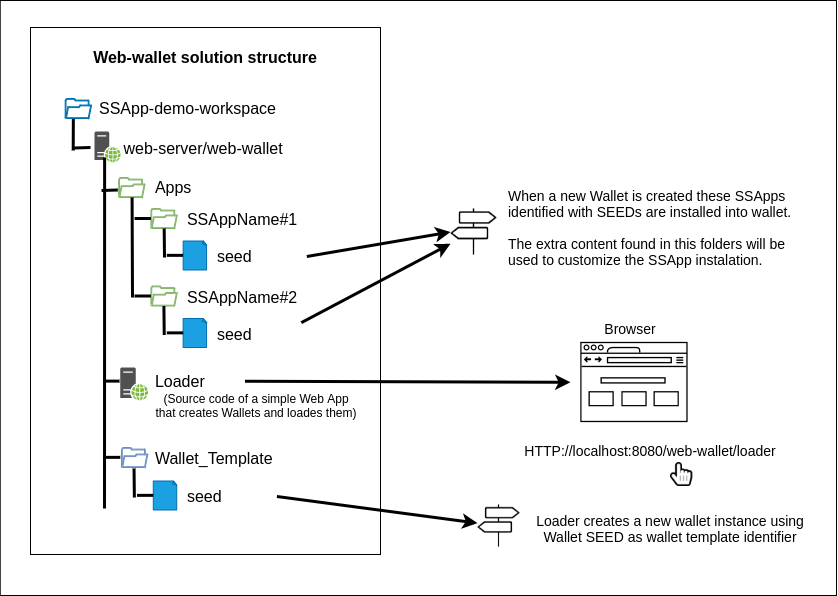 Web-wallet solution structure
SSApp-demo-workspace
web-server/web-wallet
Apps
SSAppName#1
seed
SSAppName#2
seed
Loader
(Source code of a simple Web App
that creates Wallets and loades them)
Wallet_Template
seed
When a new Wallet is created these SSApps
identified with SEEDs are installed into wallet.
The extra content found in this folders will be
used to customize the SSApp instalation.
Browser
HTTP://localhost:8080/web-wallet/loader
Loader creates a new wallet instance using
Wallet SEED as wallet template identifier